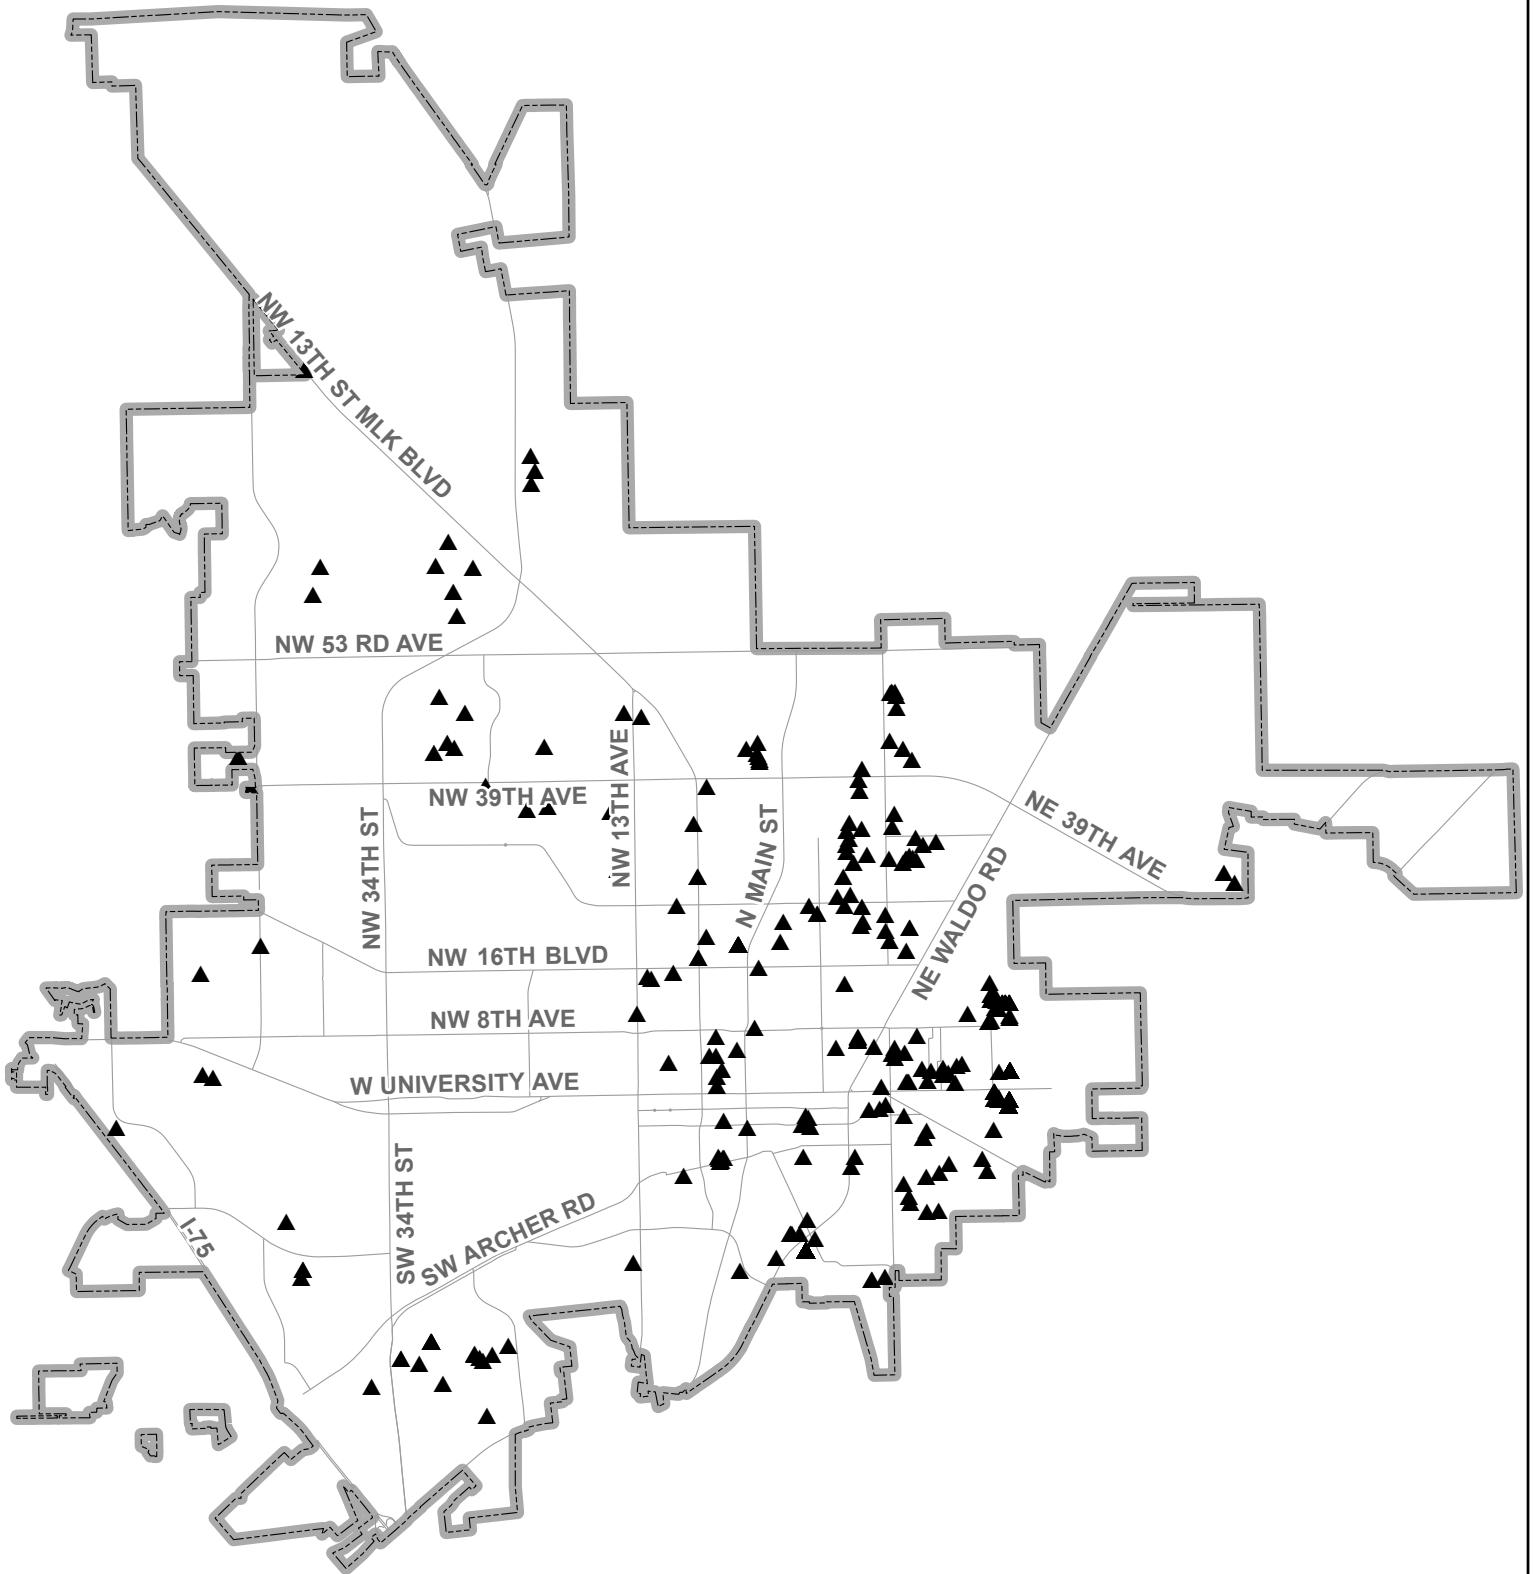 NW 13TH ST MLK BLVD
NW 53 RD AVE
NW 39TH AVE
NW 13TH AVE
NW 34TH ST
N MAIN ST
NE 39TH AVE
NE WALDO RD
NW 16TH BLVD
NW 8TH AVE
W UNIVERSITY AVE
SW 34TH ST
SW ARCHER RD
I-75